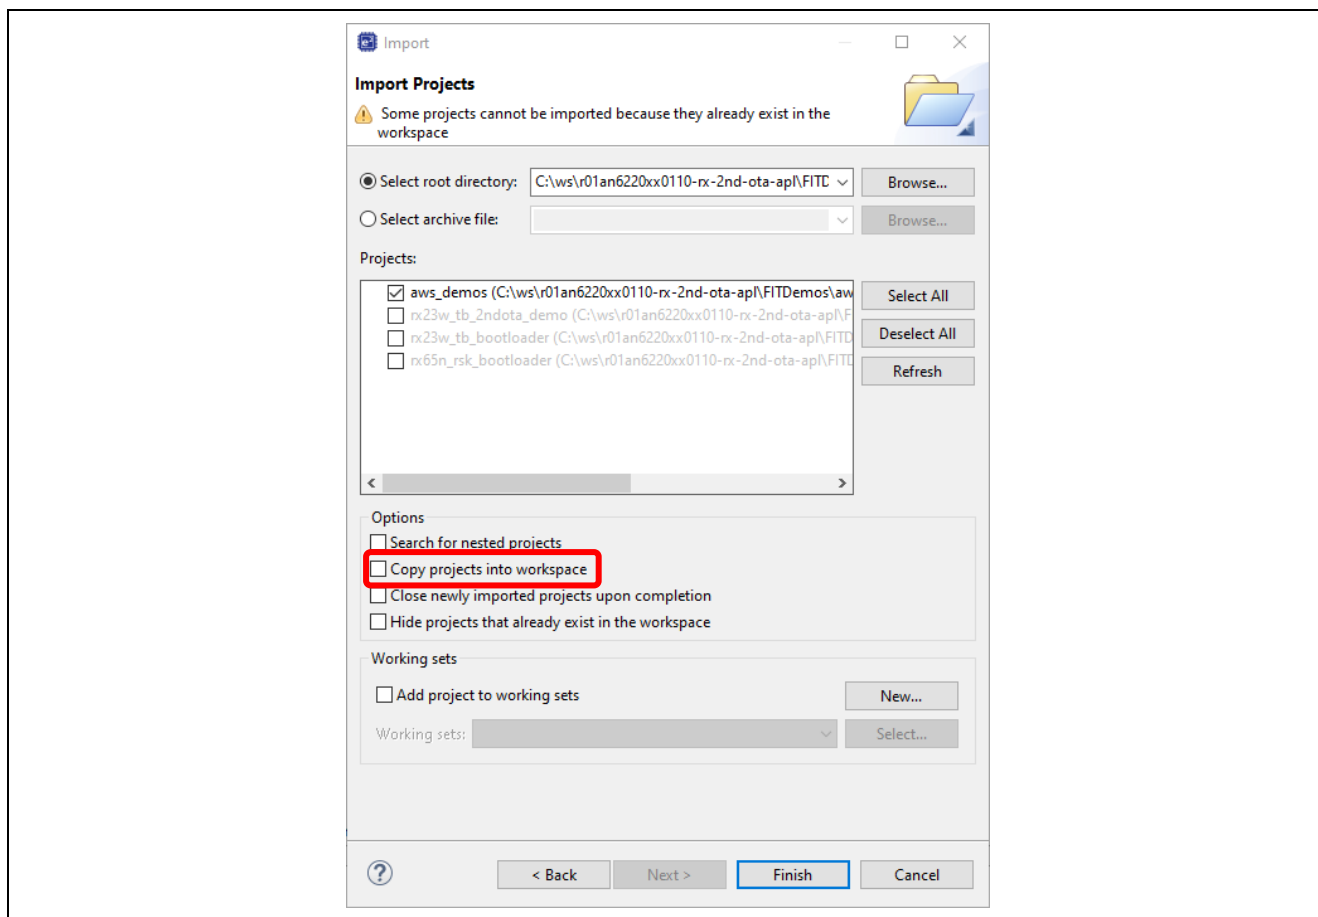 Import
Import Projects
Some projects cannot be imported because they already exist in the
workspace
Select root directory: C:\ws\r01an6220xx0110-rx-2nd-ota-apl\FITD Browse...
Select archive file: Browse...
Projects:
aws_demos (C:\ws\r01an6220xx0110-rx-2nd-ota-apl\FITDemos\aw Select All
rx23w_tb_2ndota_demo (C:\ws\r01an6220xx0110-rx-2nd-ota-apl\F
rx23w_tb_bootloader (C:\ws\r01an6220xx0110-rx-2nd-ota-apl\FITD Deselect All
rx65n_rsk_bootloader (C:\ws\r01an6220xx0110-rx-2nd-ota-apl\FITD
Refresh
Options
Search for nested projects
Copy projects into workspace
Close newly imported projects upon completion
Hide projects that already exist in the workspace
Working sets
Add project to working sets New...
Working sets: Select...
? < Back Next > Finish Cancel